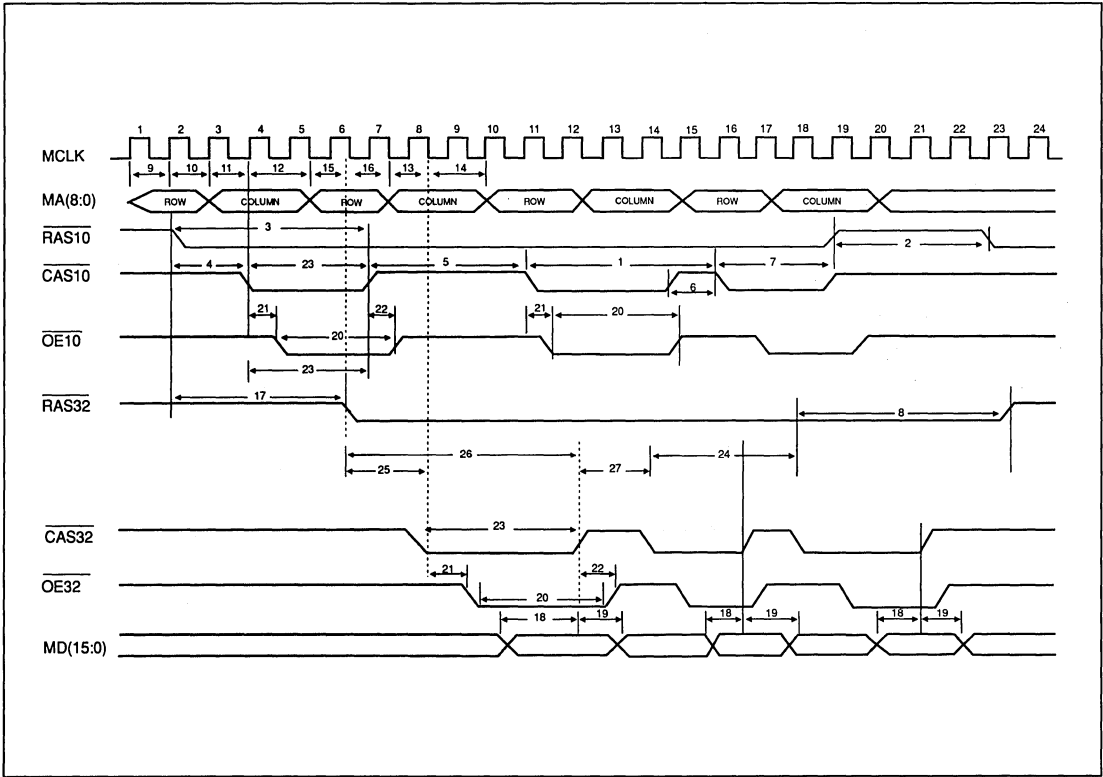 1 2 3 4 5 6 7 8 9 10 11 12 13 14 15 16 17 18 19 20 21 22 23 24
MCLK
9 10 11 12 15 16 13 14
MA(8:0) ROW COLUMN ROW COLUMN ROW COLUMN ROW COLUMN
RAS10 3 2
CAS10 4 23 5 1 7
6
21 22 21 20
OE10 20
23
RAS32 17 8
26 24
25 27
CAS32 23
21 22
OE32 20
18 19 18 19 18 19
MD(15:0)